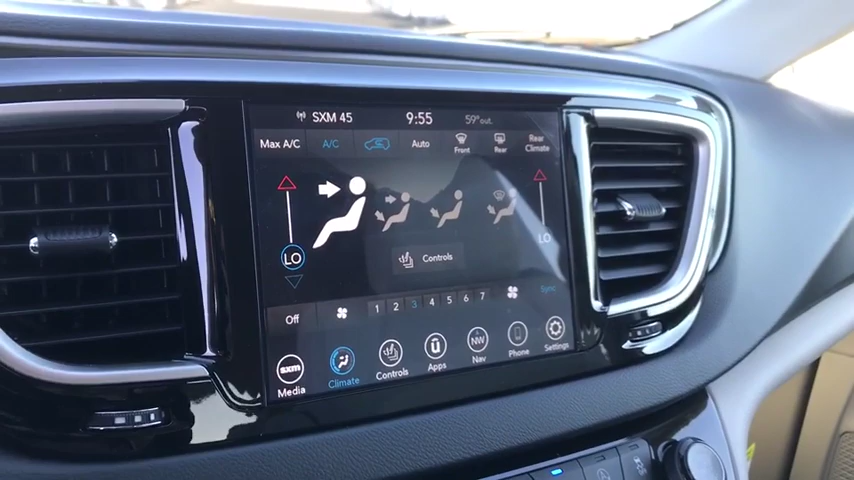 SXM 45 9:55 59° out.
Max A/C A/C Auto Front Rear Rear Climate
LO LO
Controls
Off 1 2 3 4 5 6 7 Sync
sxm U NW
Media Climate Controls Apps Nav Phone Settings